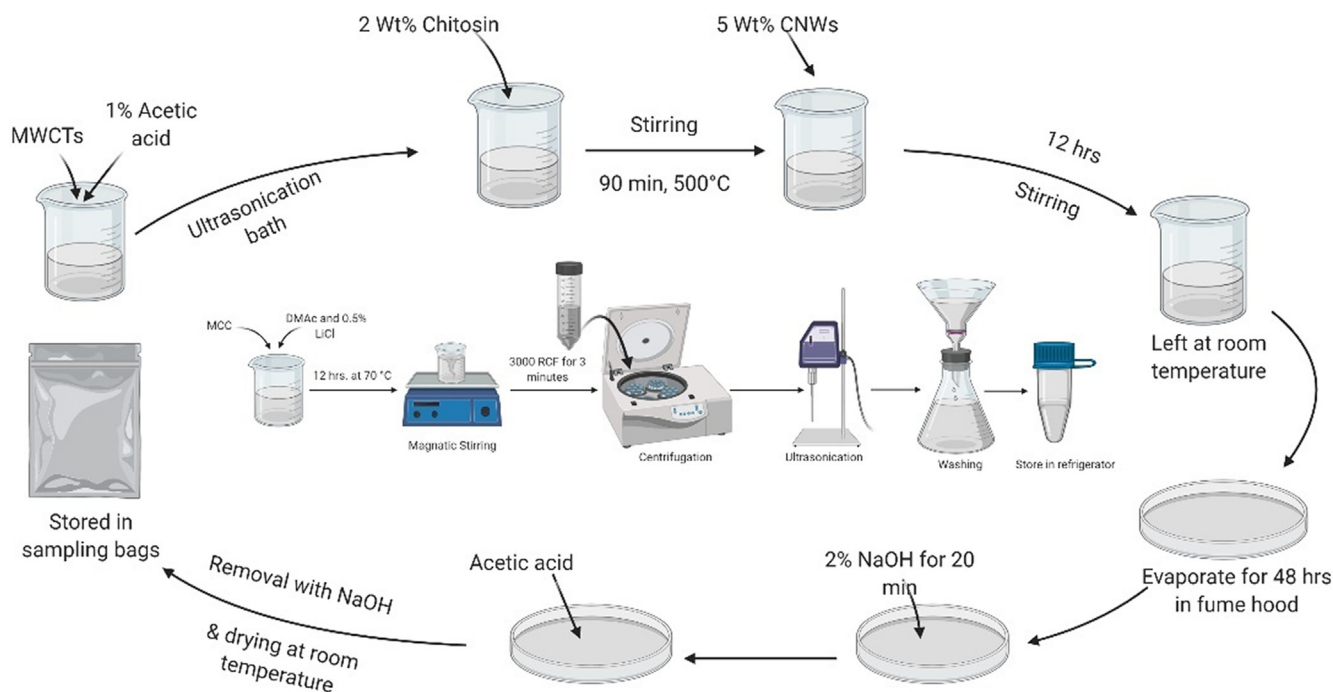 2 Wt% Chitosin
5 Wt% CNWs
MWCTs
1% Acetic
acid
Ultrasonication
bath
Stirring
90 min, 500°C
12 hrs
Stirring
Left at room
temperature
MCC
DMAc and 0.5%
LiCl
12 hrs. at 70 °C
Magnatic Stirring
3000 RCF for 3
minutes
Centrifugation
Ultrasonication
Washing
Store in refrigerator
Evaporate for 48 hrs
in fume hood
2% NaOH for 20
min
Acetic acid
Removal with NaOH
& drying at room
temperature
Stored in
sampling bags